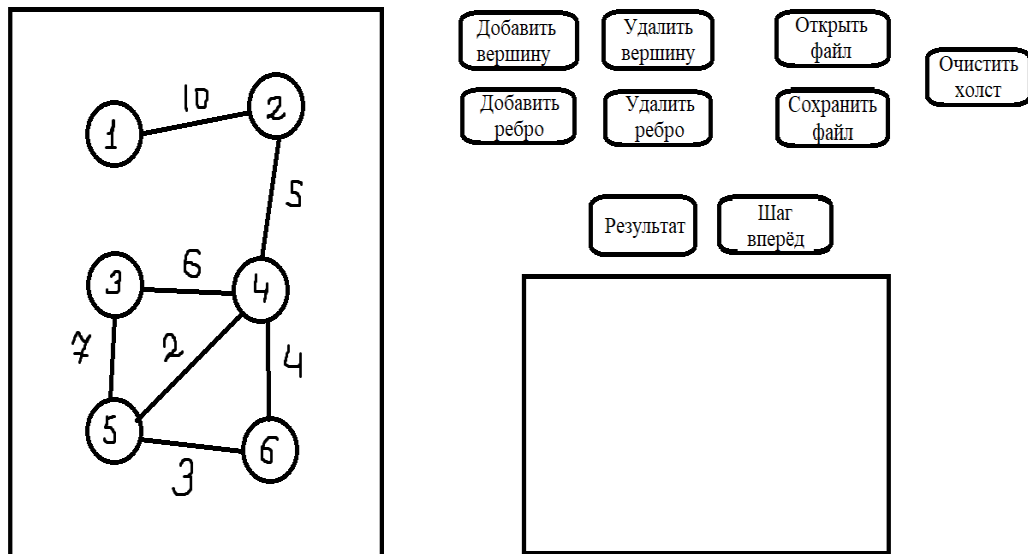 10
1
2
5
3
6
4
7
2
4
5
3
6
Добавить
вершину
Удалить
вершину
Открыть
файл
Очистить
холст
Добавить
ребро
Удалить
ребро
Сохранить
файл
Результат
Шаг
вперёд